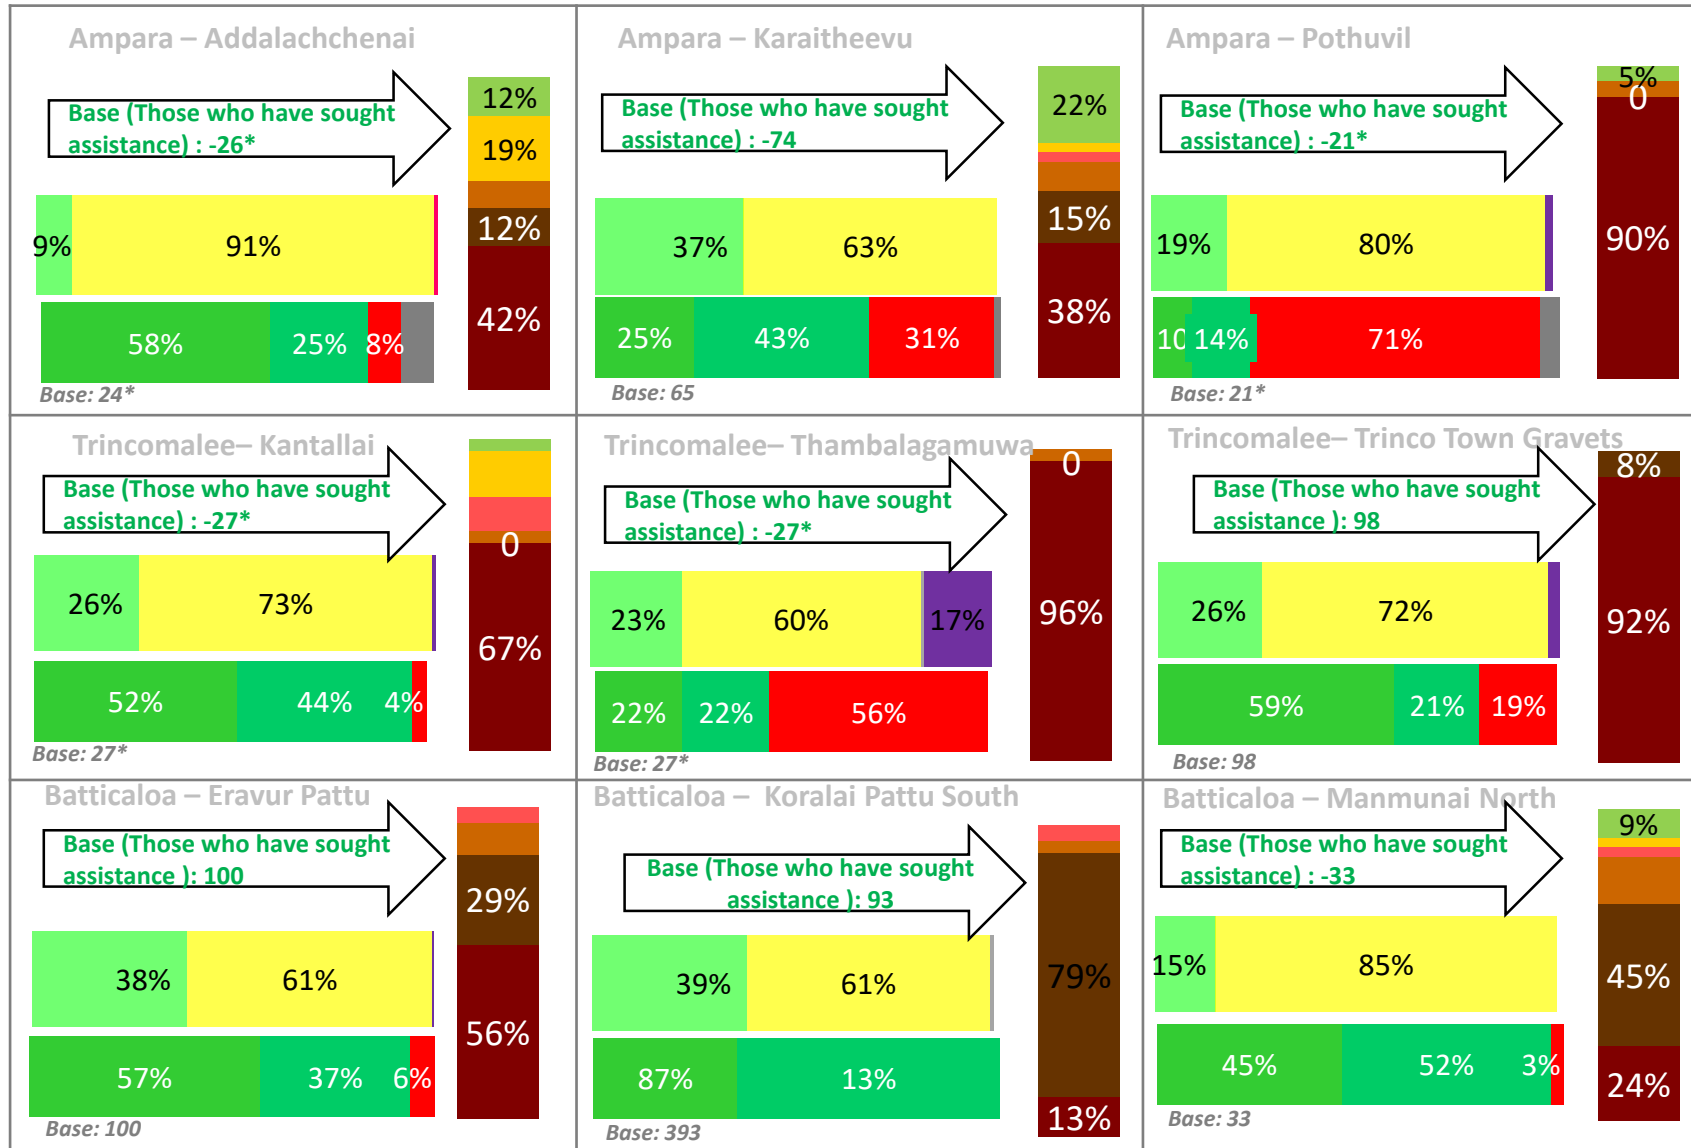 Ampara – Addalachchenai
Base (Those who have sought
assistance) : -26*
12%
19%
12%
42%
9%
91%
58%
25%
8%
Base: 24*
Ampara – Karaitheevu
Base (Those who have sought
assistance) : -74
22%
15%
38%
37%
63%
25%
43%
31%
Base: 65
Ampara – Pothuvil
Base (Those who have sought
assistance) : -21*
5%
0
90%
19%
80%
10
14%
71%
Base: 21*
Trincomalee– Kantallai
Base (Those who have sought
assistance) : -27*
0
67%
26%
73%
52%
44%
4%
Base: 27*
Trincomalee– Thambalagamuwa
Base (Those who have sought
assistance) : -27*
0
96%
23%
60%
17%
22%
22%
56%
Base: 27*
Trincomalee– Trinco Town Gravets
Base (Those who have sought
assistance ): 98
8%
92%
26%
72%
59%
21%
19%
Base: 98
Batticaloa – Eravur Pattu
Base (Those who have sought
assistance ): 100
29%
56%
38%
61%
57%
37%
6%
Base: 100
Batticaloa – Koralai Pattu South
Base (Those who have sought
assistance ): 93
79%
13%
39%
61%
87%
13%
Base: 393
Batticaloa – Manmunai North
Base (Those who have sought
assistance) : -33
9%
45%
24%
15%
85%
45%
52%
3%
Base: 33